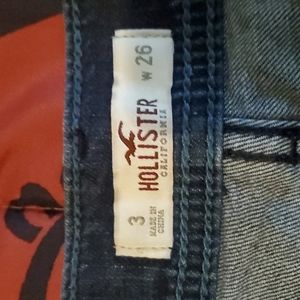 W 26
HOLLISTER
CALIFORNIA
3
MADE IN
CHINA